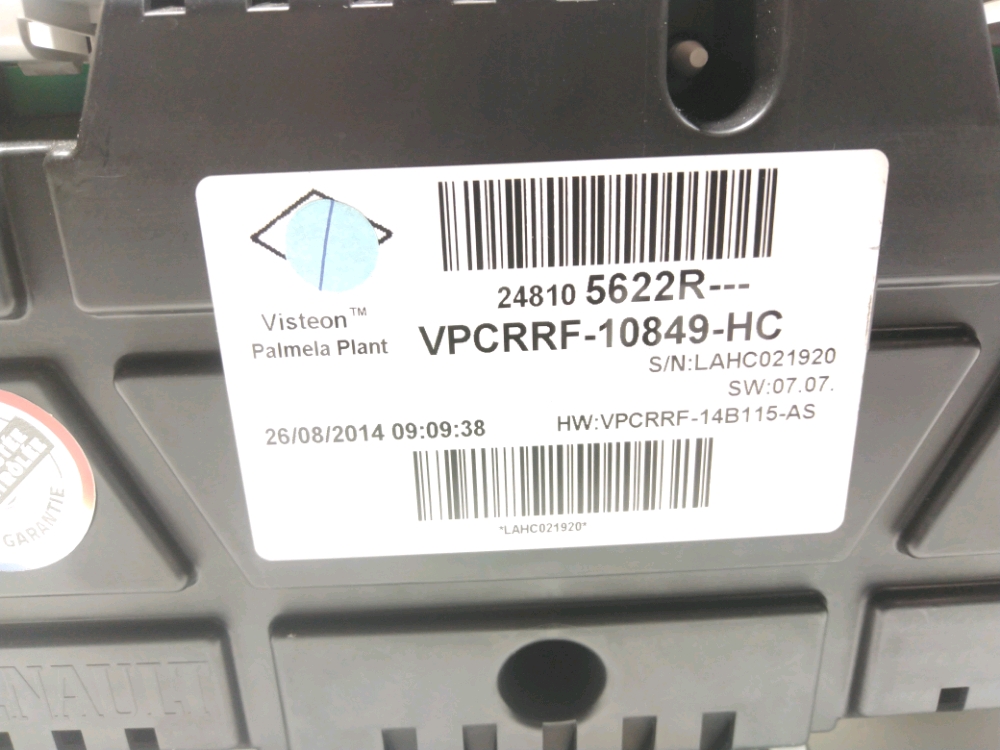 24810 5622R---
VPCRRF-10849-HC
Visteon™
Palmela Plant
S/N:LAHC021920
SW:07.07.
26/08/2014 09:09:38
HW:VPCRRF-14B115-AS
*LAHC021920*
GARANTIE